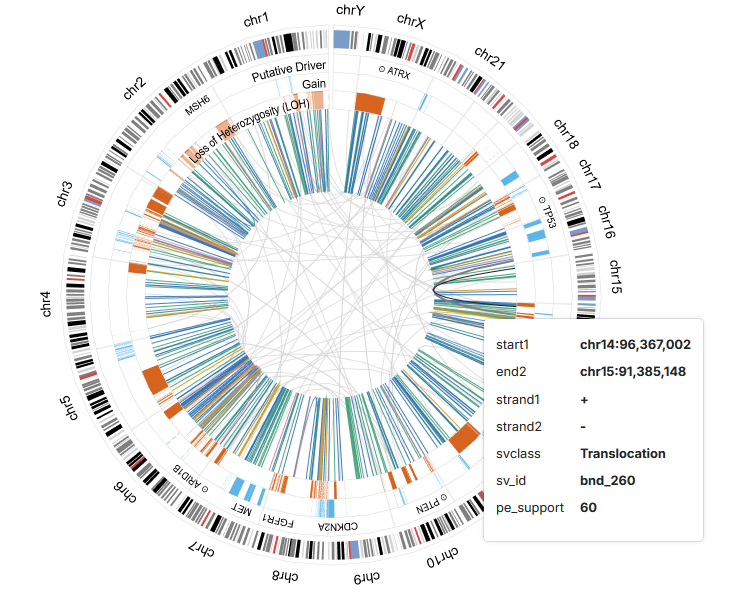 chrY
chrX
chr1
chr21
chr2
chr18
chr17
chr3
chr16
chr15
chr4
chr5
chr6
chr7
chr8
chr9
chr10
Putative Driver
Gain
Loss of Heterozygosity (LOH)
⊙ ATRX
MSH6
⊙ TP53
⊙ ARID1B
MET
FGFR1
CDKN2A
⊙ PTEN
start1 chr14:96,367,002
end2 chr15:91,385,148
strand1 +
strand2 -
svclass Translocation
sv_id bnd_260
pe_support 60